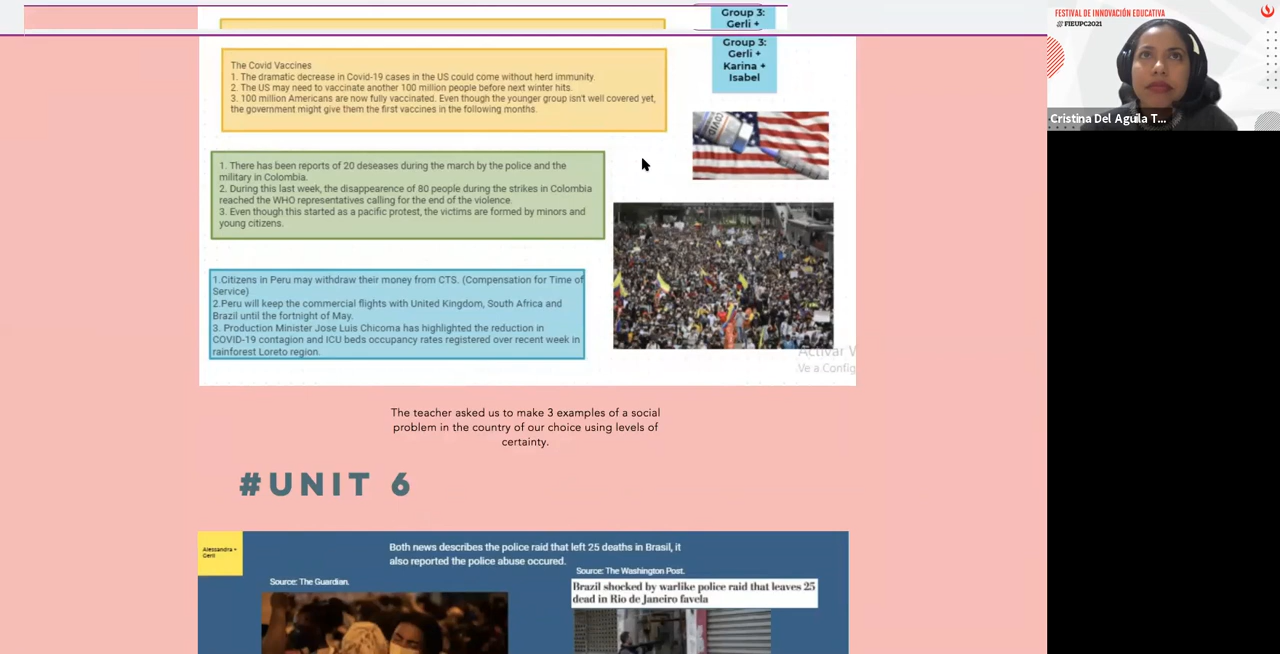 Group 3:
Gerli +
Group 3:
Gerli +
Karina +
Isabel
The Covid Vaccines
1. The dramatic decrease in Covid-19 cases in the US could come without herd immunity.
2. The US may need to vaccinate another 100 million people before next winter hits.
3. 100 million Americans are now fully vaccinated. Even though the younger group isn't well covered yet,
the government might give them the first vaccines in the following months.
COVID
1. There has been reports of 20 deseases during the march by the police and the
military in Colombia.
2. During this last week, the disappearence of 80 people during the strikes in Colombia
reached the WHO representatives calling for the end of the violence.
3. Even though this started as a pacific protest, the victims are formed by minors and
young citizens.
1.Citizens in Peru may withdraw their money from CTS. (Compensation for Time of
Service)
2.Peru will keep the commercial flights with United Kingdom, South Africa and
Brazil until the fortnight of May.
3. Production Minister Jose Luis Chicoma has highlighted the reduction in
COVID-19 contagion and ICU beds occupancy rates registered over recent week in
rainforest Loreto region.
Activar W
Ve a Config
The teacher asked us to make 3 examples of a social
problem in the country of our choice using levels of
certainty.
#UNIT 6
Alessandra +
Gerli
Both news describes the police raid that left 25 deaths in Brasil, it
also reported the police abuse occured.
Source: The Guardian.
Source: The Washington Post.
Brazil shocked by warlike police raid that leaves 25
dead in Rio de Janeiro favela
FESTIVAL DE INNOVACIÓN EDUCATIVA
#FIEUPC2021
Cristina Del Aguila T...